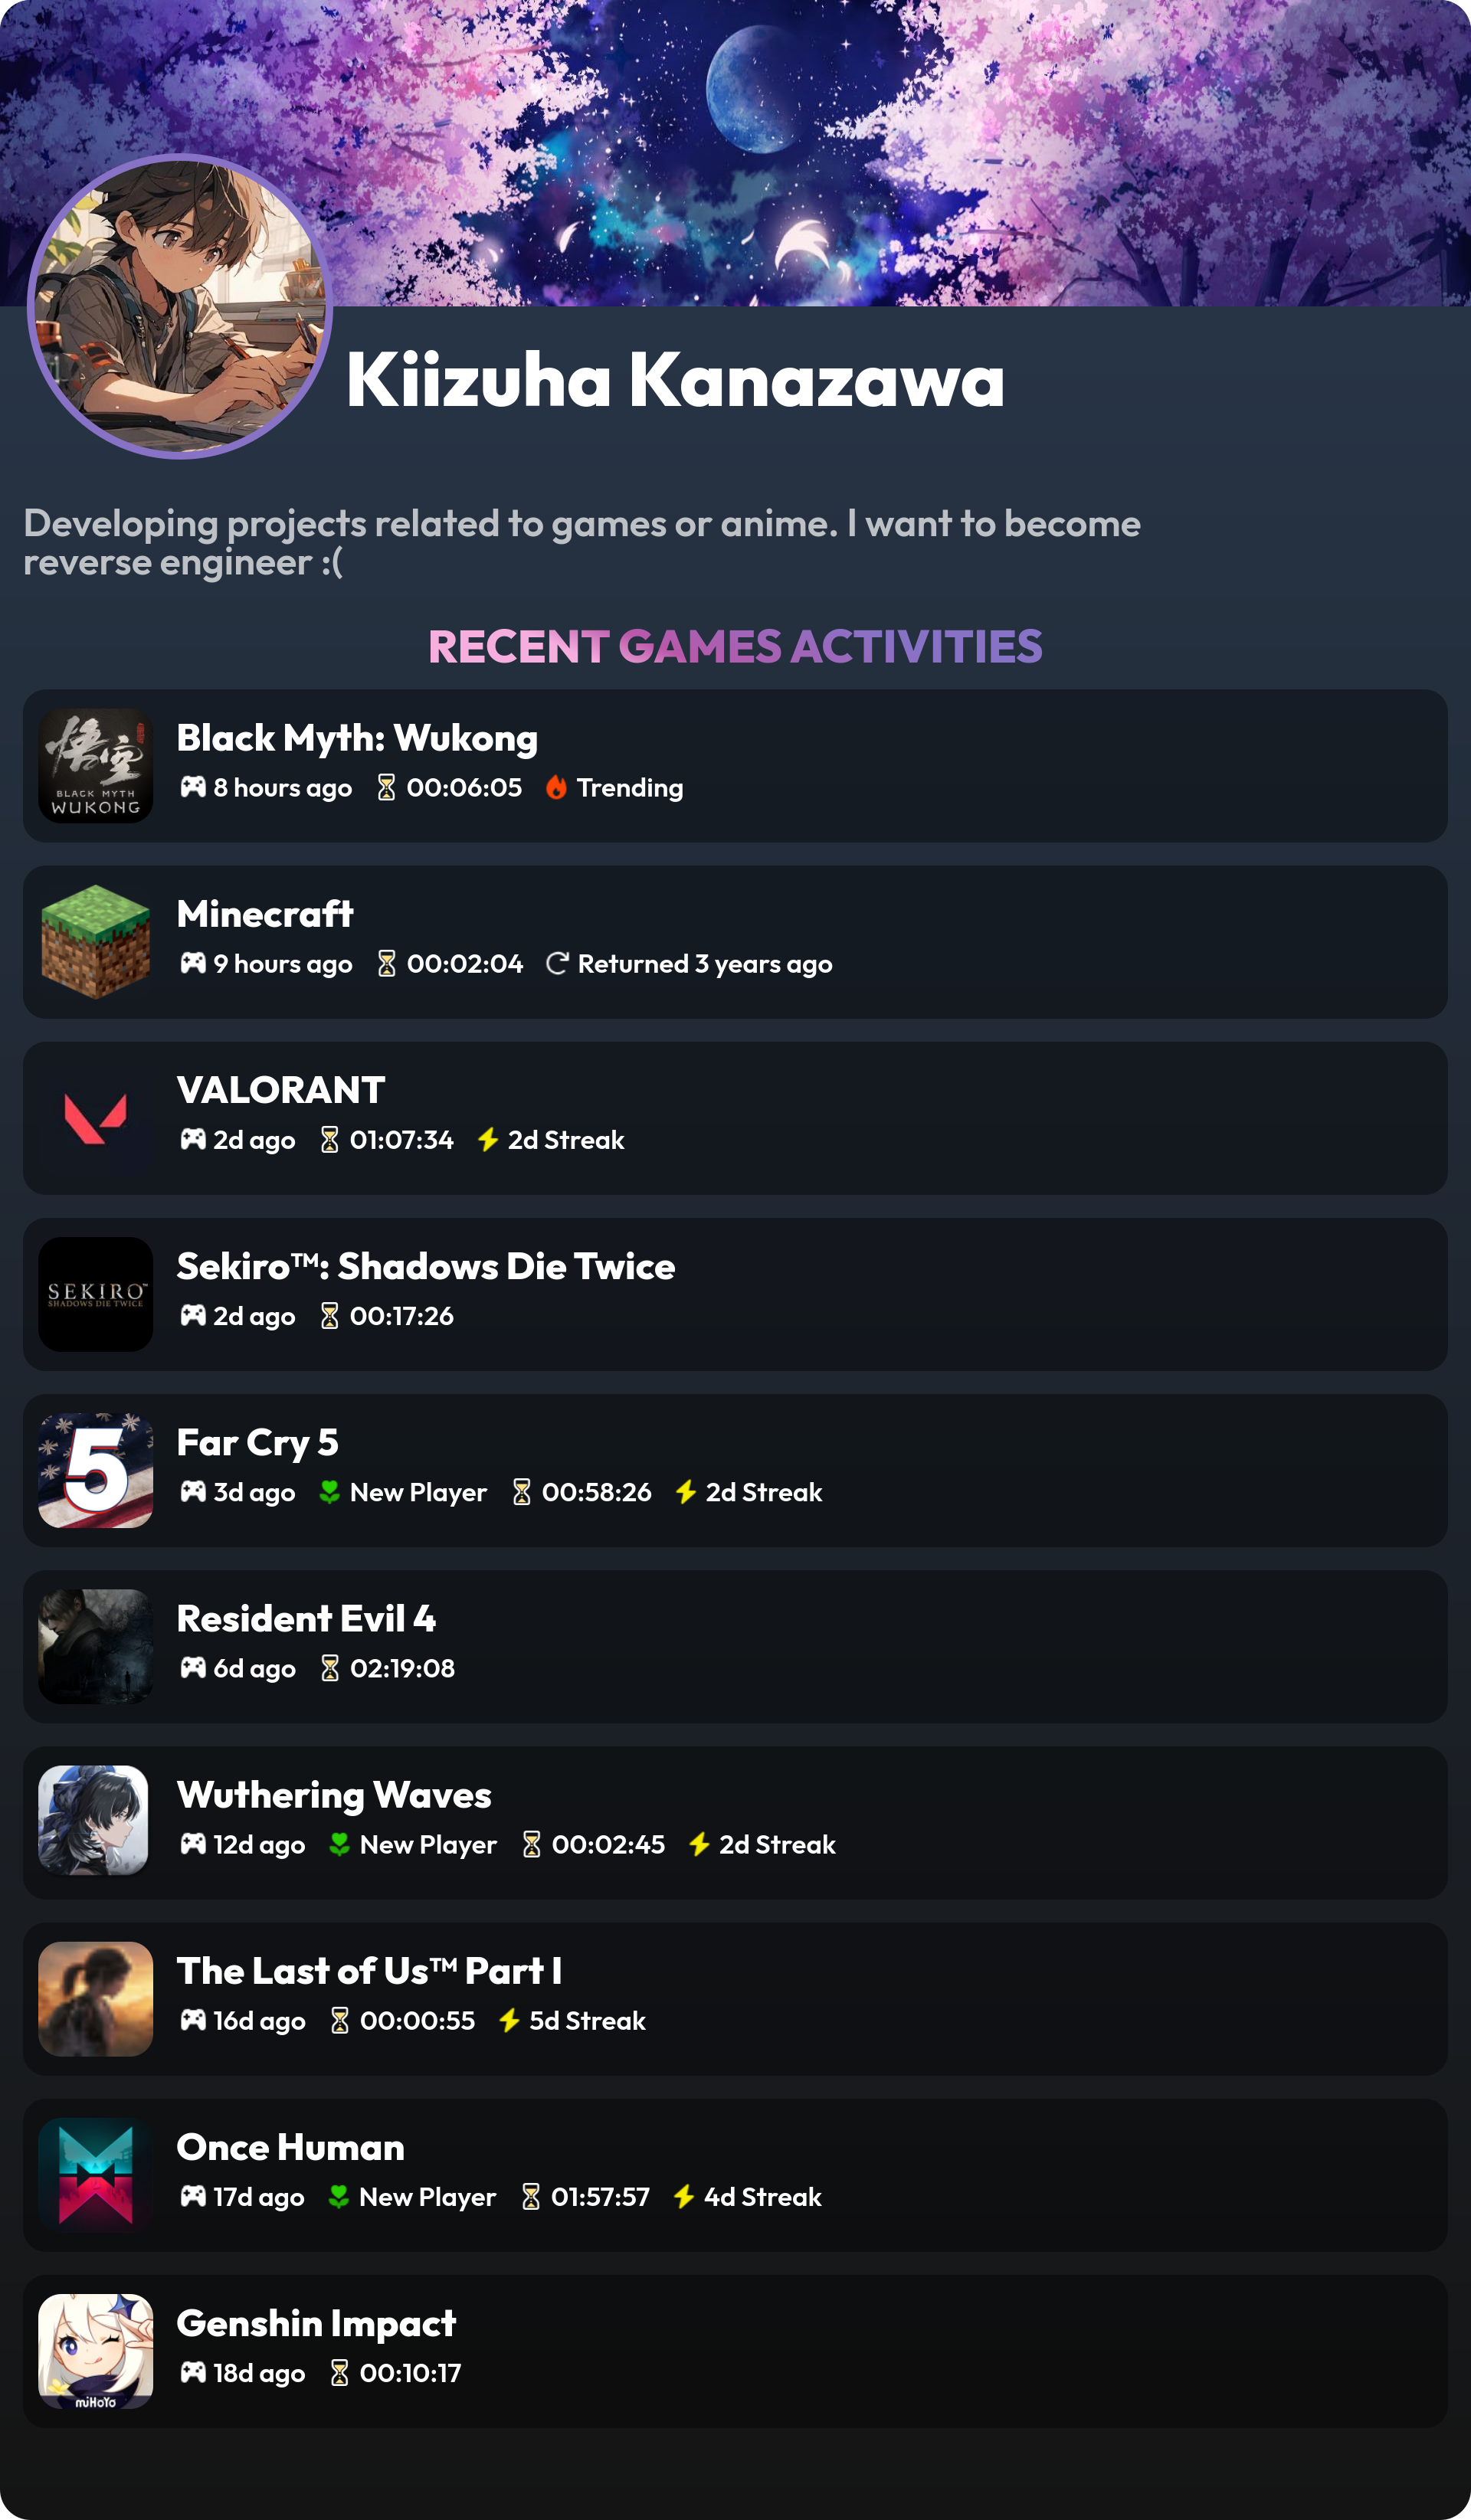 Kiizuha Kanazawa
Developing projects related to games or anime. I want to become
reverse engineer :(
RECENT GAMES ACTIVITIES
悟空
BLACK MYTH
WUKONG
Black Myth: Wukong
8 hours ago 00:06:05 Trending
Minecraft
9 hours ago 00:02:04 Returned 3 years ago
VALORANT
2d ago 01:07:34 2d Streak
SEKIRO™
SHADOWS DIE TWICE
Sekiro™: Shadows Die Twice
2d ago 00:17:26
5
Far Cry 5
3d ago New Player 00:58:26 2d Streak
Resident Evil 4
6d ago 02:19:08
Wuthering Waves
12d ago New Player 00:02:45 2d Streak
The Last of Us™ Part I
16d ago 00:00:55 5d Streak
Once Human
17d ago New Player 01:57:57 4d Streak
Genshin Impact
18d ago 00:10:17
miHoYo